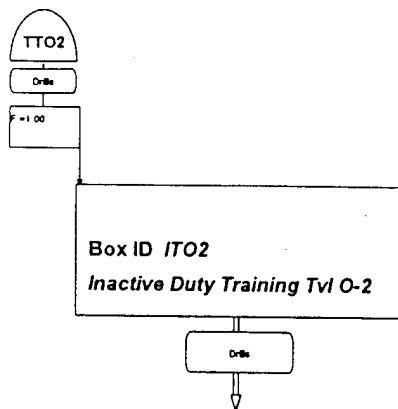 TTO2
Drills
F =1.00
Box ID ITO2
Inactive Duty Training Tvl O-2
Drills